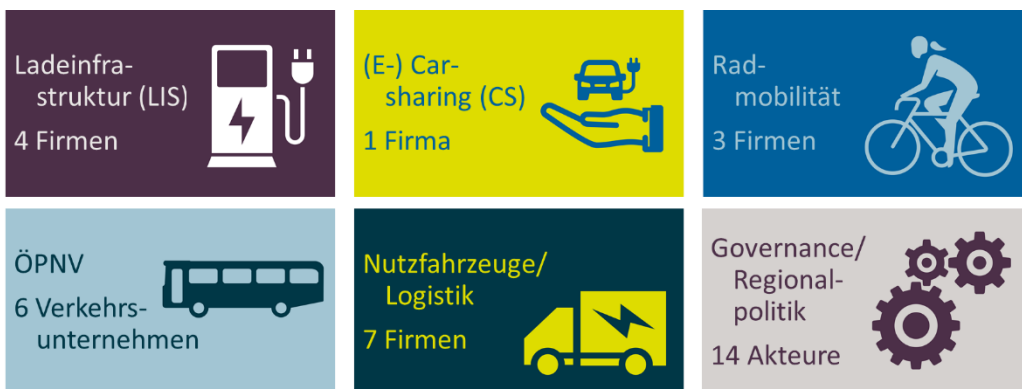 Ladeinfra-
struktur (LIS)
4 Firmen
(E-) Car-
sharing (CS)
1 Firma
Rad-
mobilität
3 Firmen
ÖPNV
6 Verkehrs-
unternehmen
Nutzfahrzeuge/
Logistik
7 Firmen
Governance/
Regional-
politik
14 Akteure